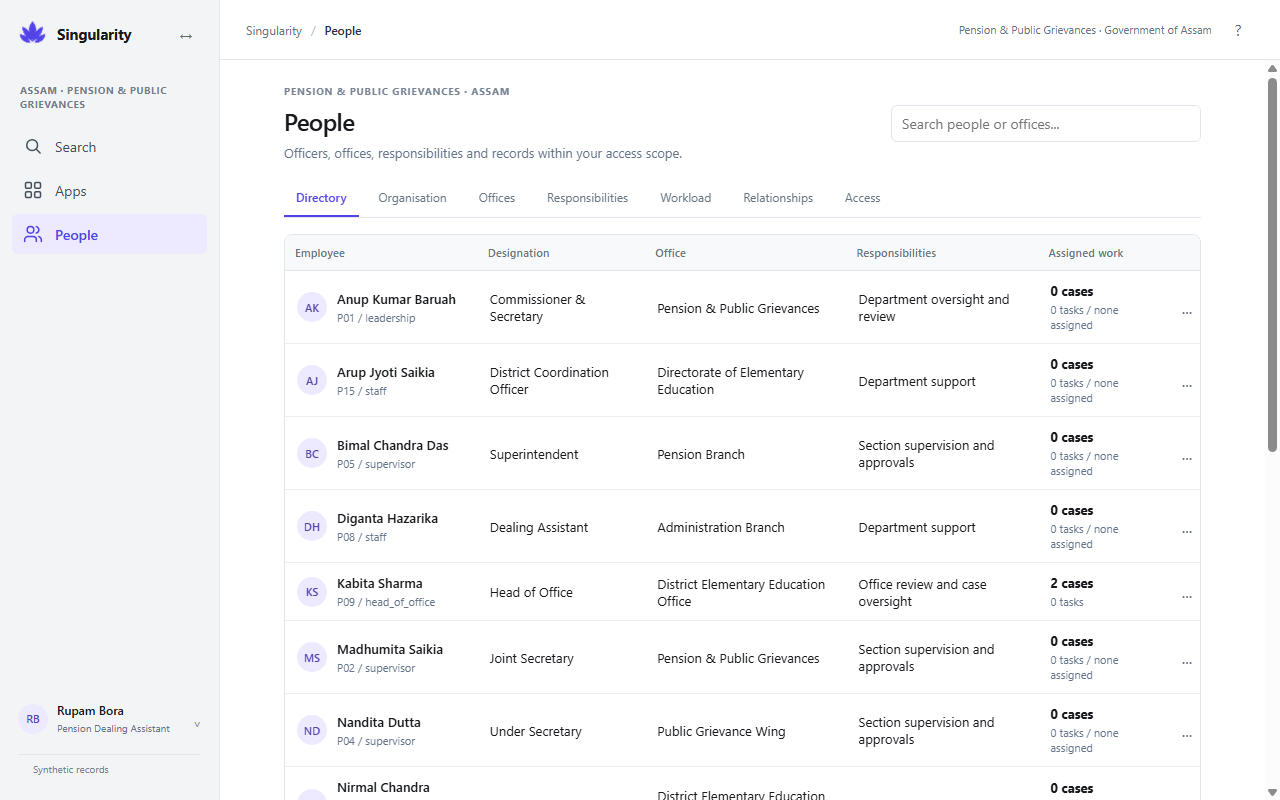 Singularity
↔
ASSAM · PENSION & PUBLIC
GRIEVANCES
Search
Apps
People
RB
Rupam Bora
Pension Dealing Assistant
v
Synthetic records
Singularity / People
Pension & Public Grievances · Government of Assam
?
PENSION & PUBLIC GRIEVANCES · ASSAM
People
Officers, offices, responsibilities and records within your access scope.
Search people or offices...
Directory Organisation Offices Responsibilities Workload Relationships Access
Employee Designation Office Responsibilities Assigned work
AK
Anup Kumar Baruah
P01 / leadership
Commissioner &
Secretary
Pension & Public Grievances
Department oversight and
review
0 cases
0 tasks / none
assigned
...
AJ
Arup Jyoti Saikia
P15 / staff
District Coordination
Officer
Directorate of Elementary
Education
Department support
0 cases
0 tasks / none
assigned
...
BC
Bimal Chandra Das
P05 / supervisor
Superintendent
Pension Branch
Section supervision and
approvals
0 cases
0 tasks / none
assigned
...
DH
Diganta Hazarika
P08 / staff
Dealing Assistant
Administration Branch
Department support
0 cases
0 tasks / none
assigned
...
KS
Kabita Sharma
P09 / head_of_office
Head of Office
District Elementary Education
Office
Office review and case
oversight
2 cases
0 tasks
...
MS
Madhumita Saikia
P02 / supervisor
Joint Secretary
Pension & Public Grievances
Section supervision and
approvals
0 cases
0 tasks / none
assigned
...
ND
Nandita Dutta
P04 / supervisor
Under Secretary
Public Grievance Wing
Section supervision and
approvals
0 cases
0 tasks / none
assigned
...
Nirmal Chandra
District Elementary Education
0 cases